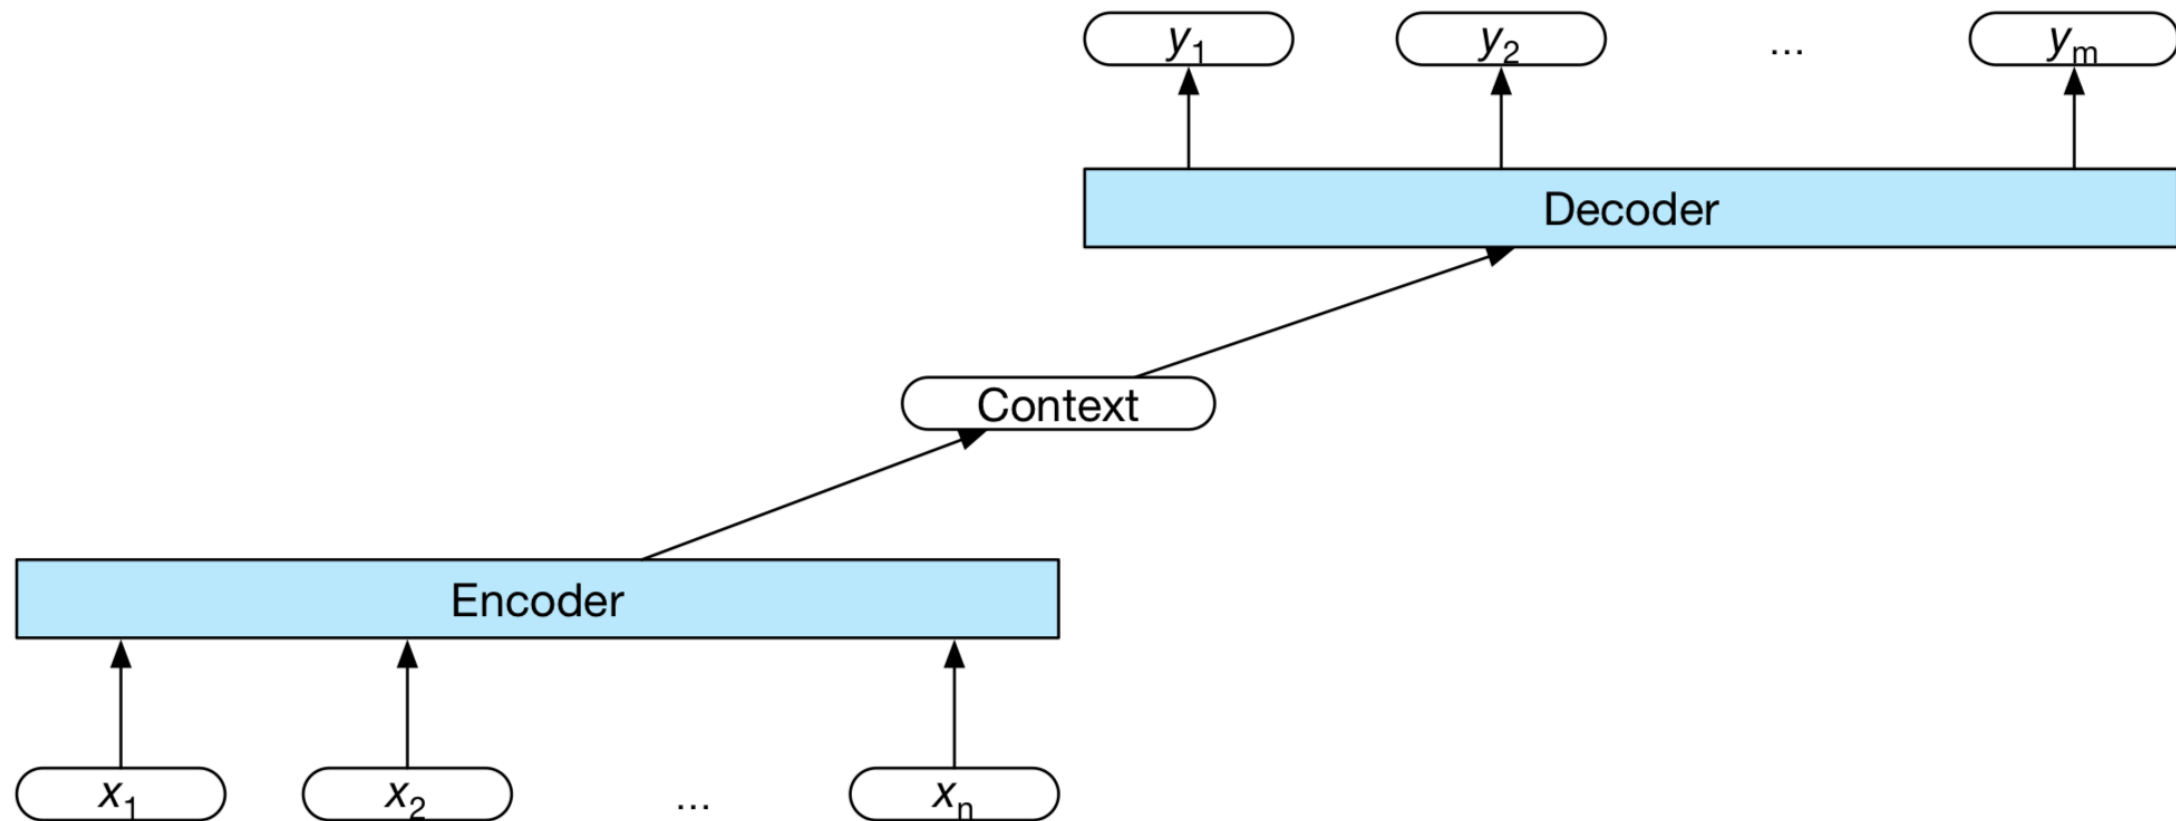 y1 y2 ... ym
Decoder
Context
Encoder
x1 x2 ... xn